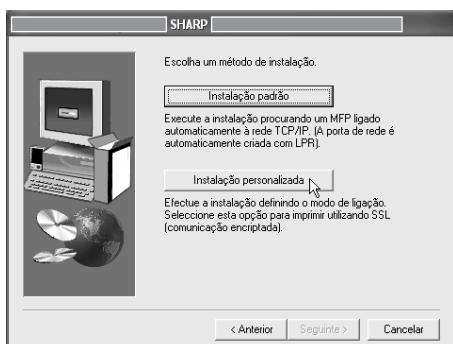 SHARP
Escolha um método de instalação.
Instalação padrão
Execute a instalação procurando um MFP ligado
automaticamente à rede TCP/IP. (A porta de rede é
automaticamente criada com LPR).
Instalação personalizada
Efectue a instalação definindo o modo de ligação.
Seleccione esta opção para imprimir utilizando SSL
(comunicação encriptada).
< Anterior
Seguinte >
Cancelar